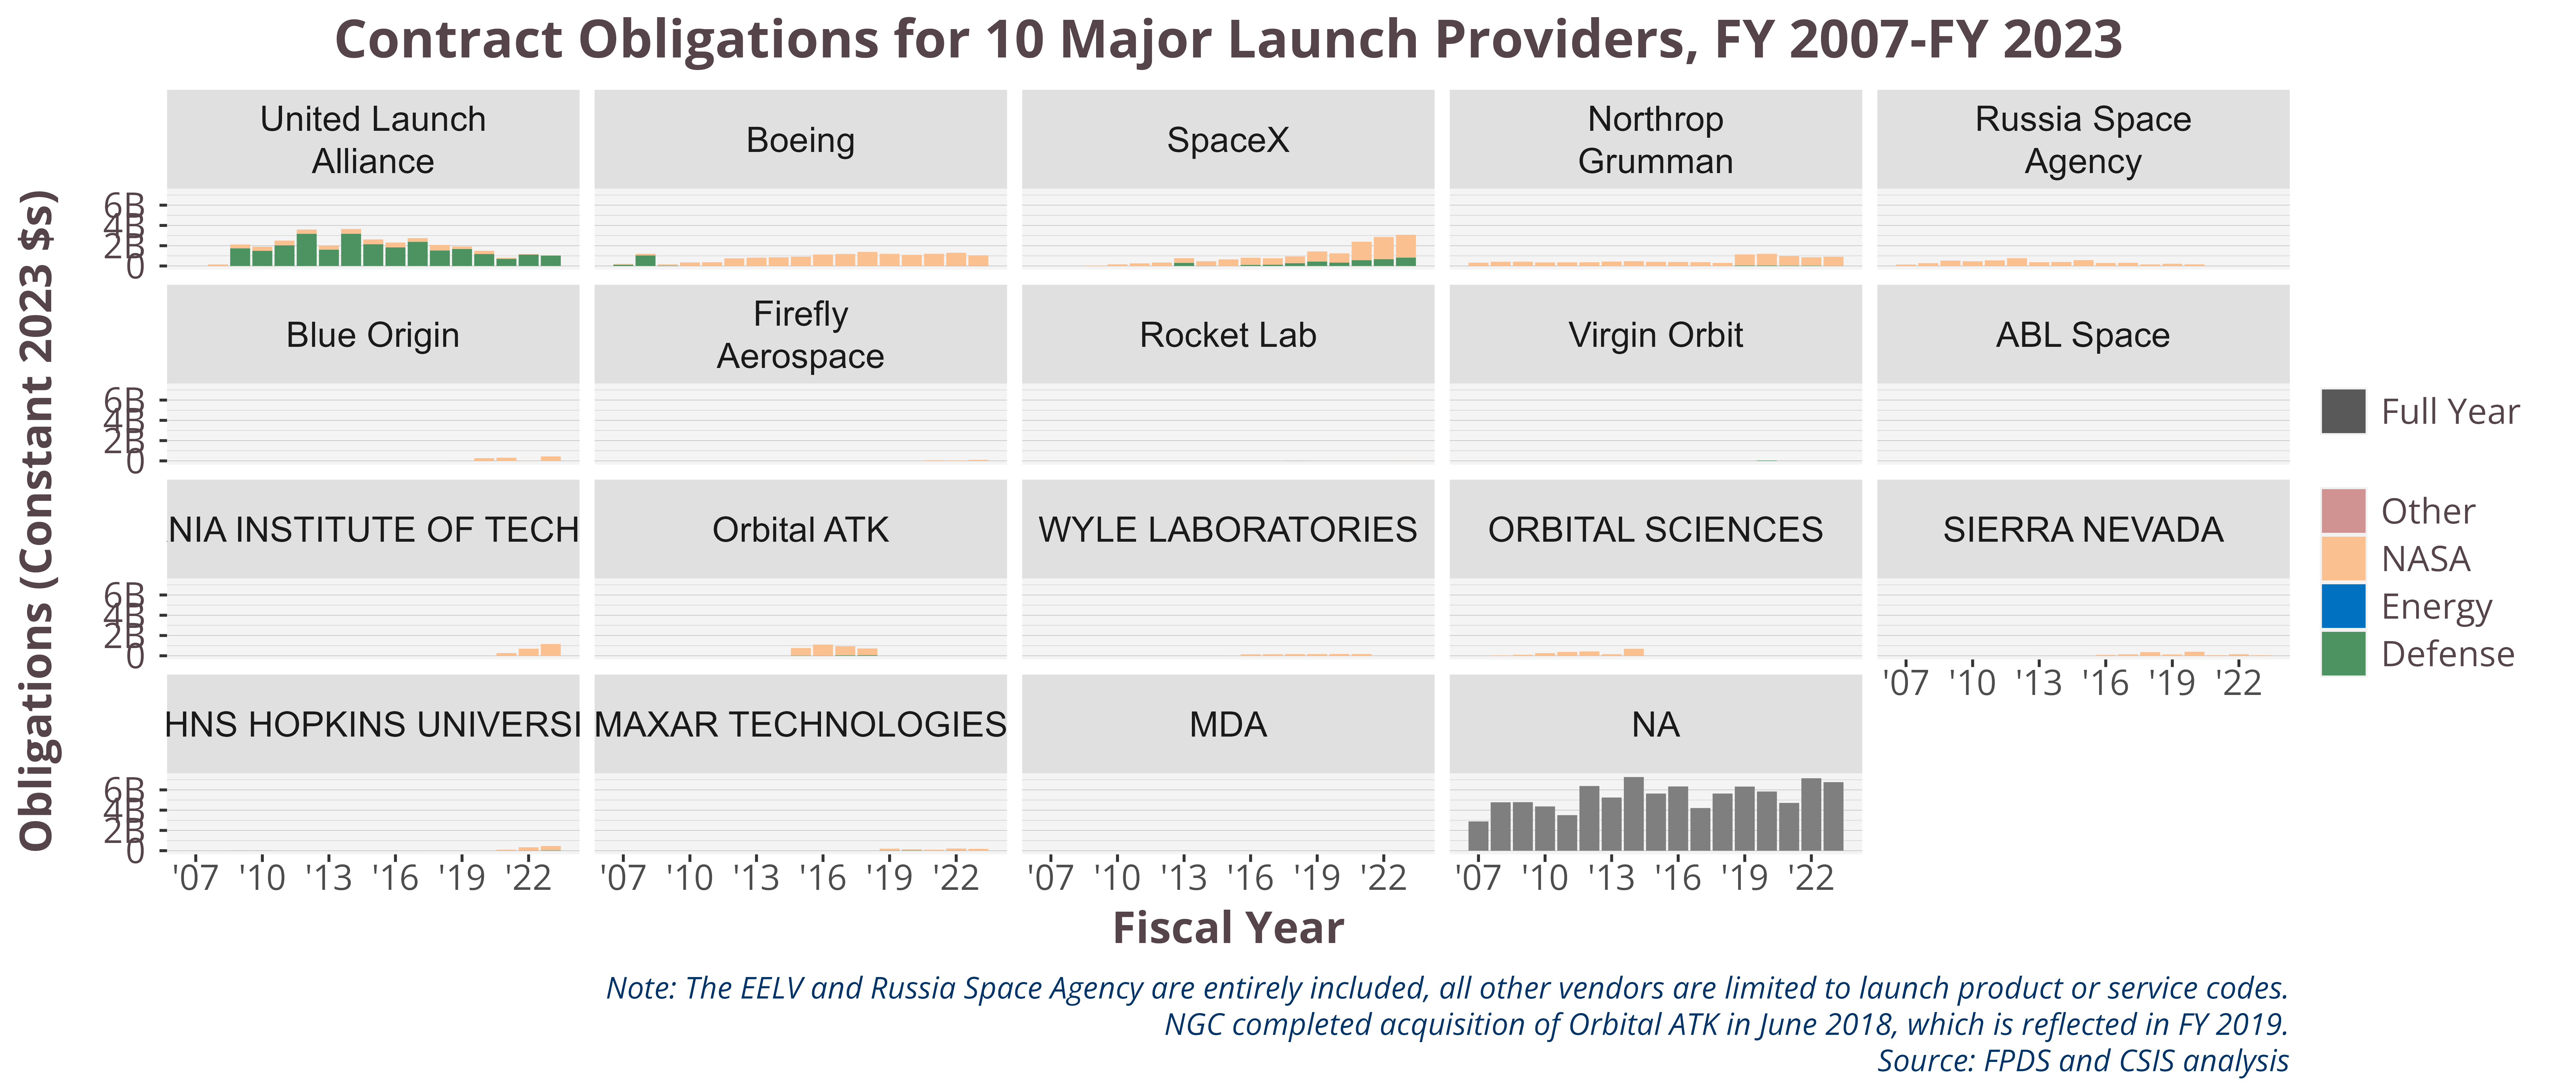 Contract Obligations for 10 Major Launch Providers, FY 2007-FY 2023
Obligations (Constant 2023 $s)
United Launch
Alliance
Boeing
SpaceX
Northrop
Grumman
Russia Space
Agency
6B
4B
2B
0
Blue Origin
Firefly
Aerospace
Rocket Lab
Virgin Orbit
ABL Space
6B
4B
2B
0
NIA INSTITUTE OF TECH
Orbital ATK
WYLE LABORATORIES
ORBITAL SCIENCES
SIERRA NEVADA
6B
4B
2B
0
'07 '10 '13 '16 '19 '22
HNS HOPKINS UNIVERSI
MAXAR TECHNOLOGIES
MDA
NA
6B
4B
2B
0
'07 '10 '13 '16 '19 '22
'07 '10 '13 '16 '19 '22
'07 '10 '13 '16 '19 '22
'07 '10 '13 '16 '19 '22
Fiscal Year
Full Year
Other
NASA
Energy
Defense
Note: The EELV and Russia Space Agency are entirely included, all other vendors are limited to launch product or service codes.
NGC completed acquisition of Orbital ATK in June 2018, which is reflected in FY 2019.
Source: FPDS and CSIS analysis